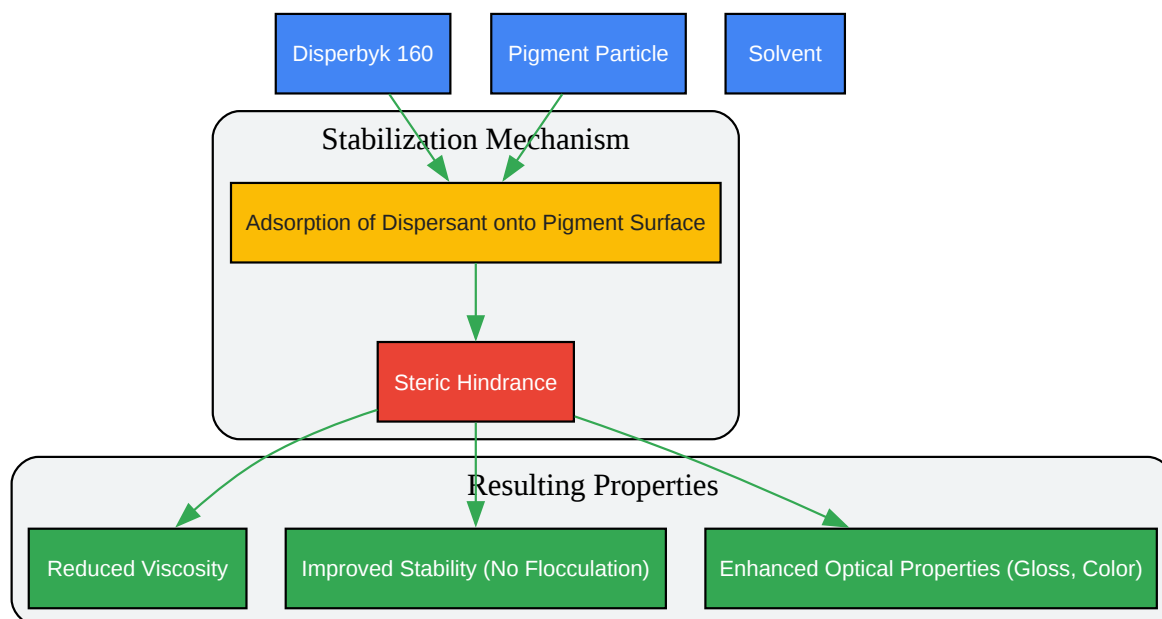 Disperbyk 160
Pigment Particle
Solvent
Stabilization Mechanism
Adsorption of Dispersant onto Pigment Surface
Steric Hindrance
Resulting Properties
Reduced Viscosity
Improved Stability (No Flocculation)
Enhanced Optical Properties (Gloss, Color)